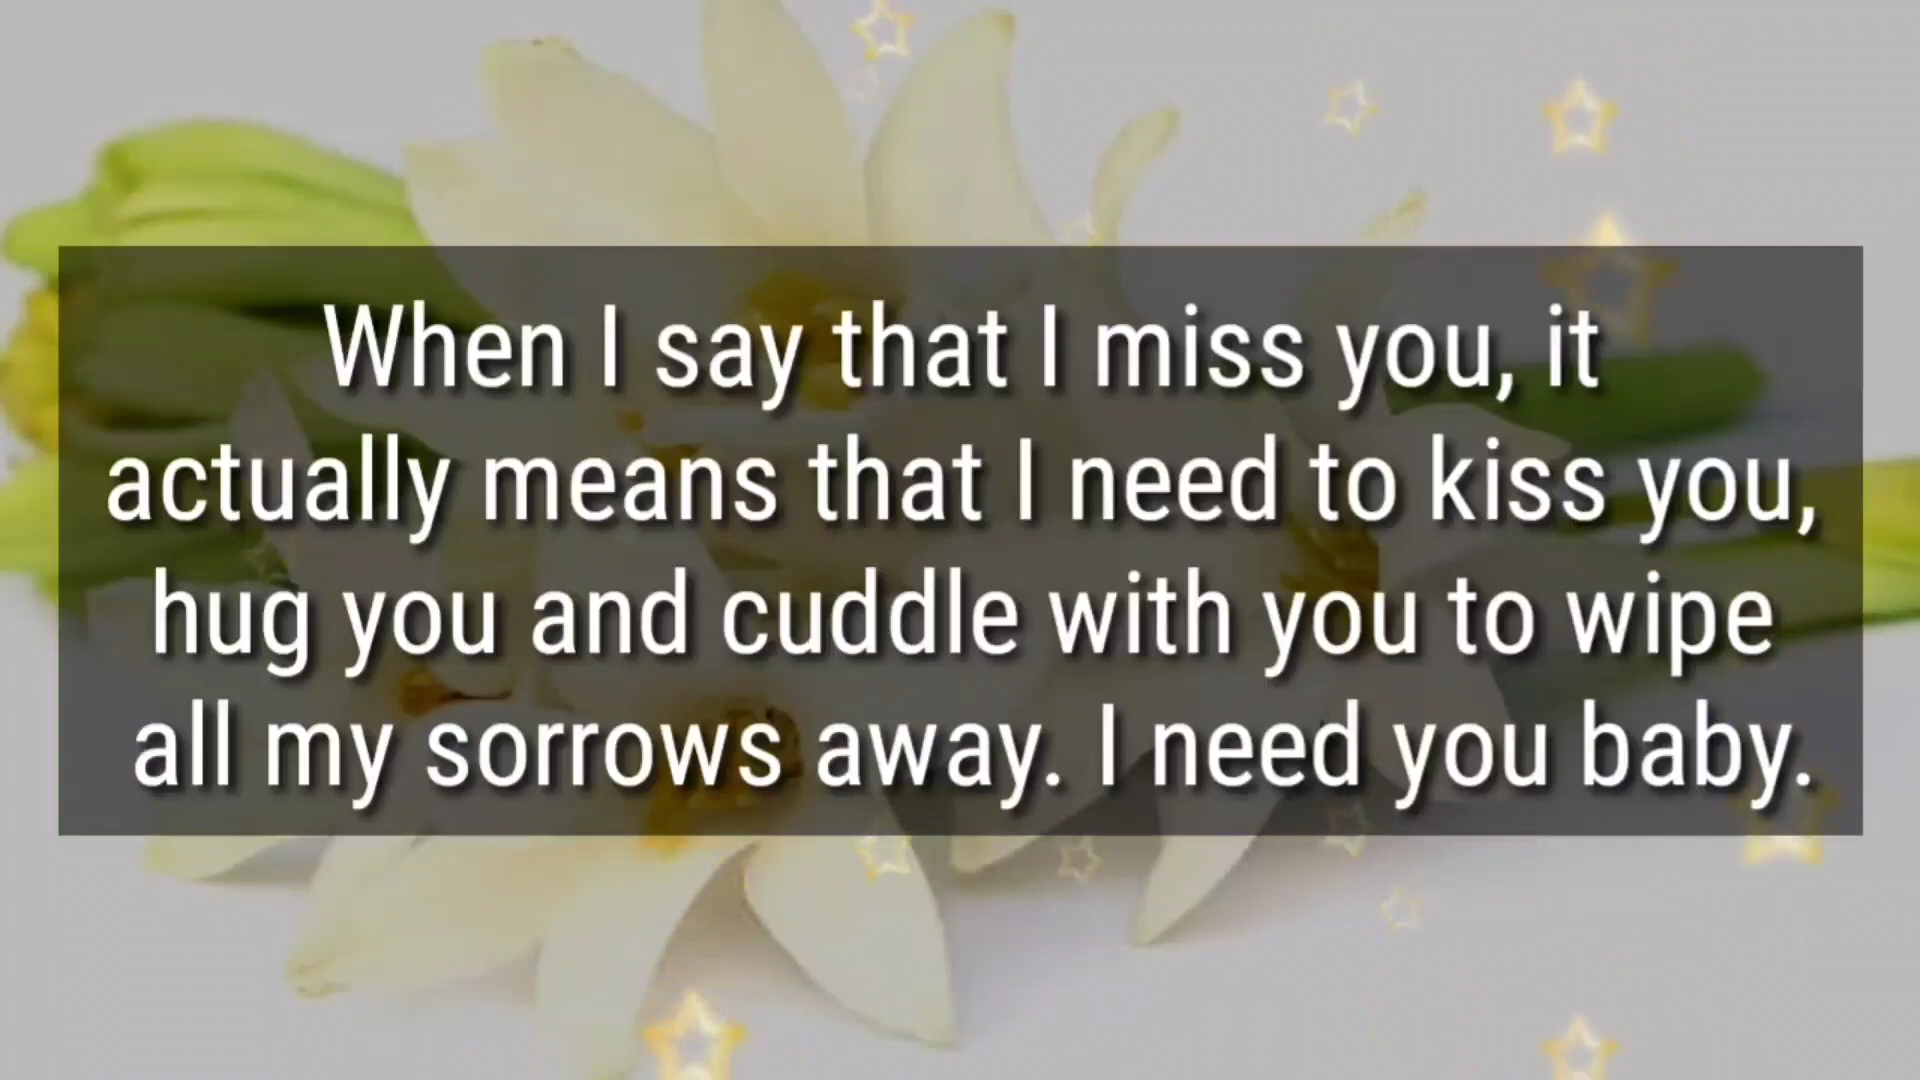 When I say that I miss you, it
actually means that I need to kiss you,
hug you and cuddle with you to wipe
all my sorrows away. I need you baby.